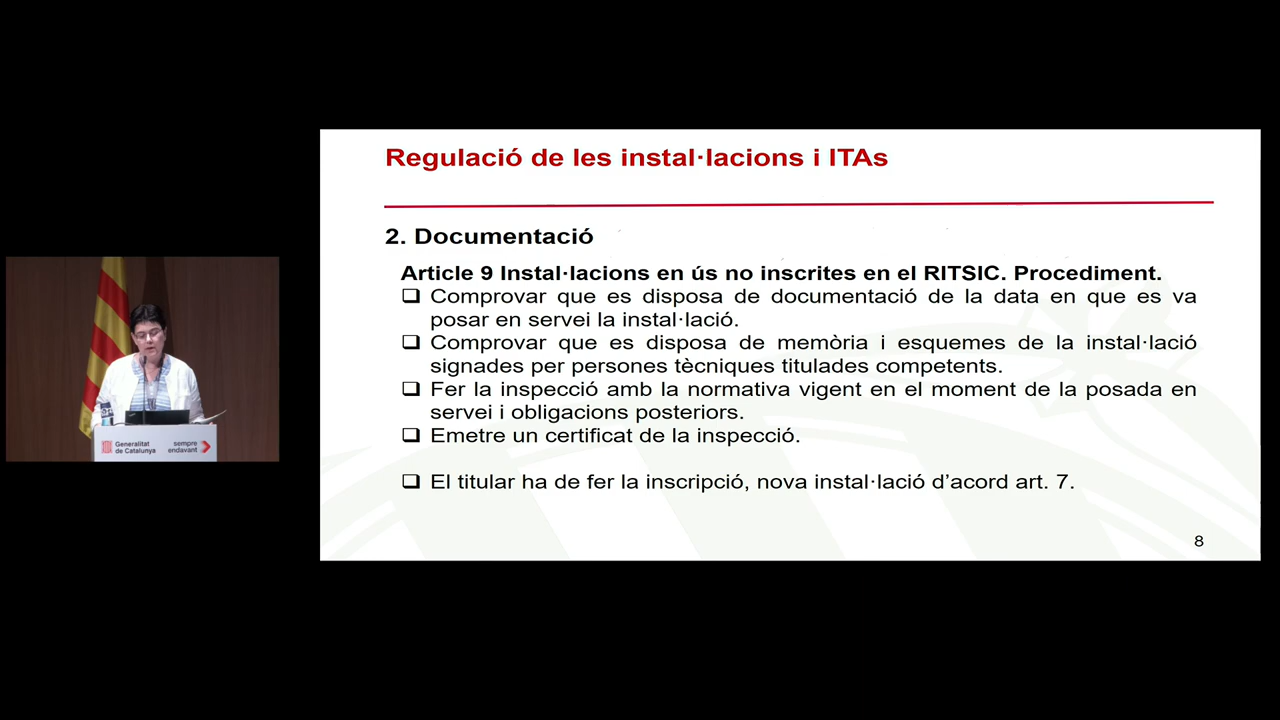 Regulació de les instal·lacions i ITAs
2. Documentació
Article 9 Instal·lacions en ús no inscrites en el RITSIC. Procediment.
Comprovar que es disposa de documentació de la data en que es va
posar en servei la instal·lació.
Comprovar que es disposa de memòria i esquemes de la instal·lació
signades per persones tècniques titulades competents.
Fer la inspecció amb la normativa vigent en el moment de la posada en
servei i obligacions posteriors.
Emetre un certificat de la inspecció.
El titular ha de fer la inscripció, nova instal·lació d’acord art. 7.
8
Generalitat
de Catalunya
sempre
endavant